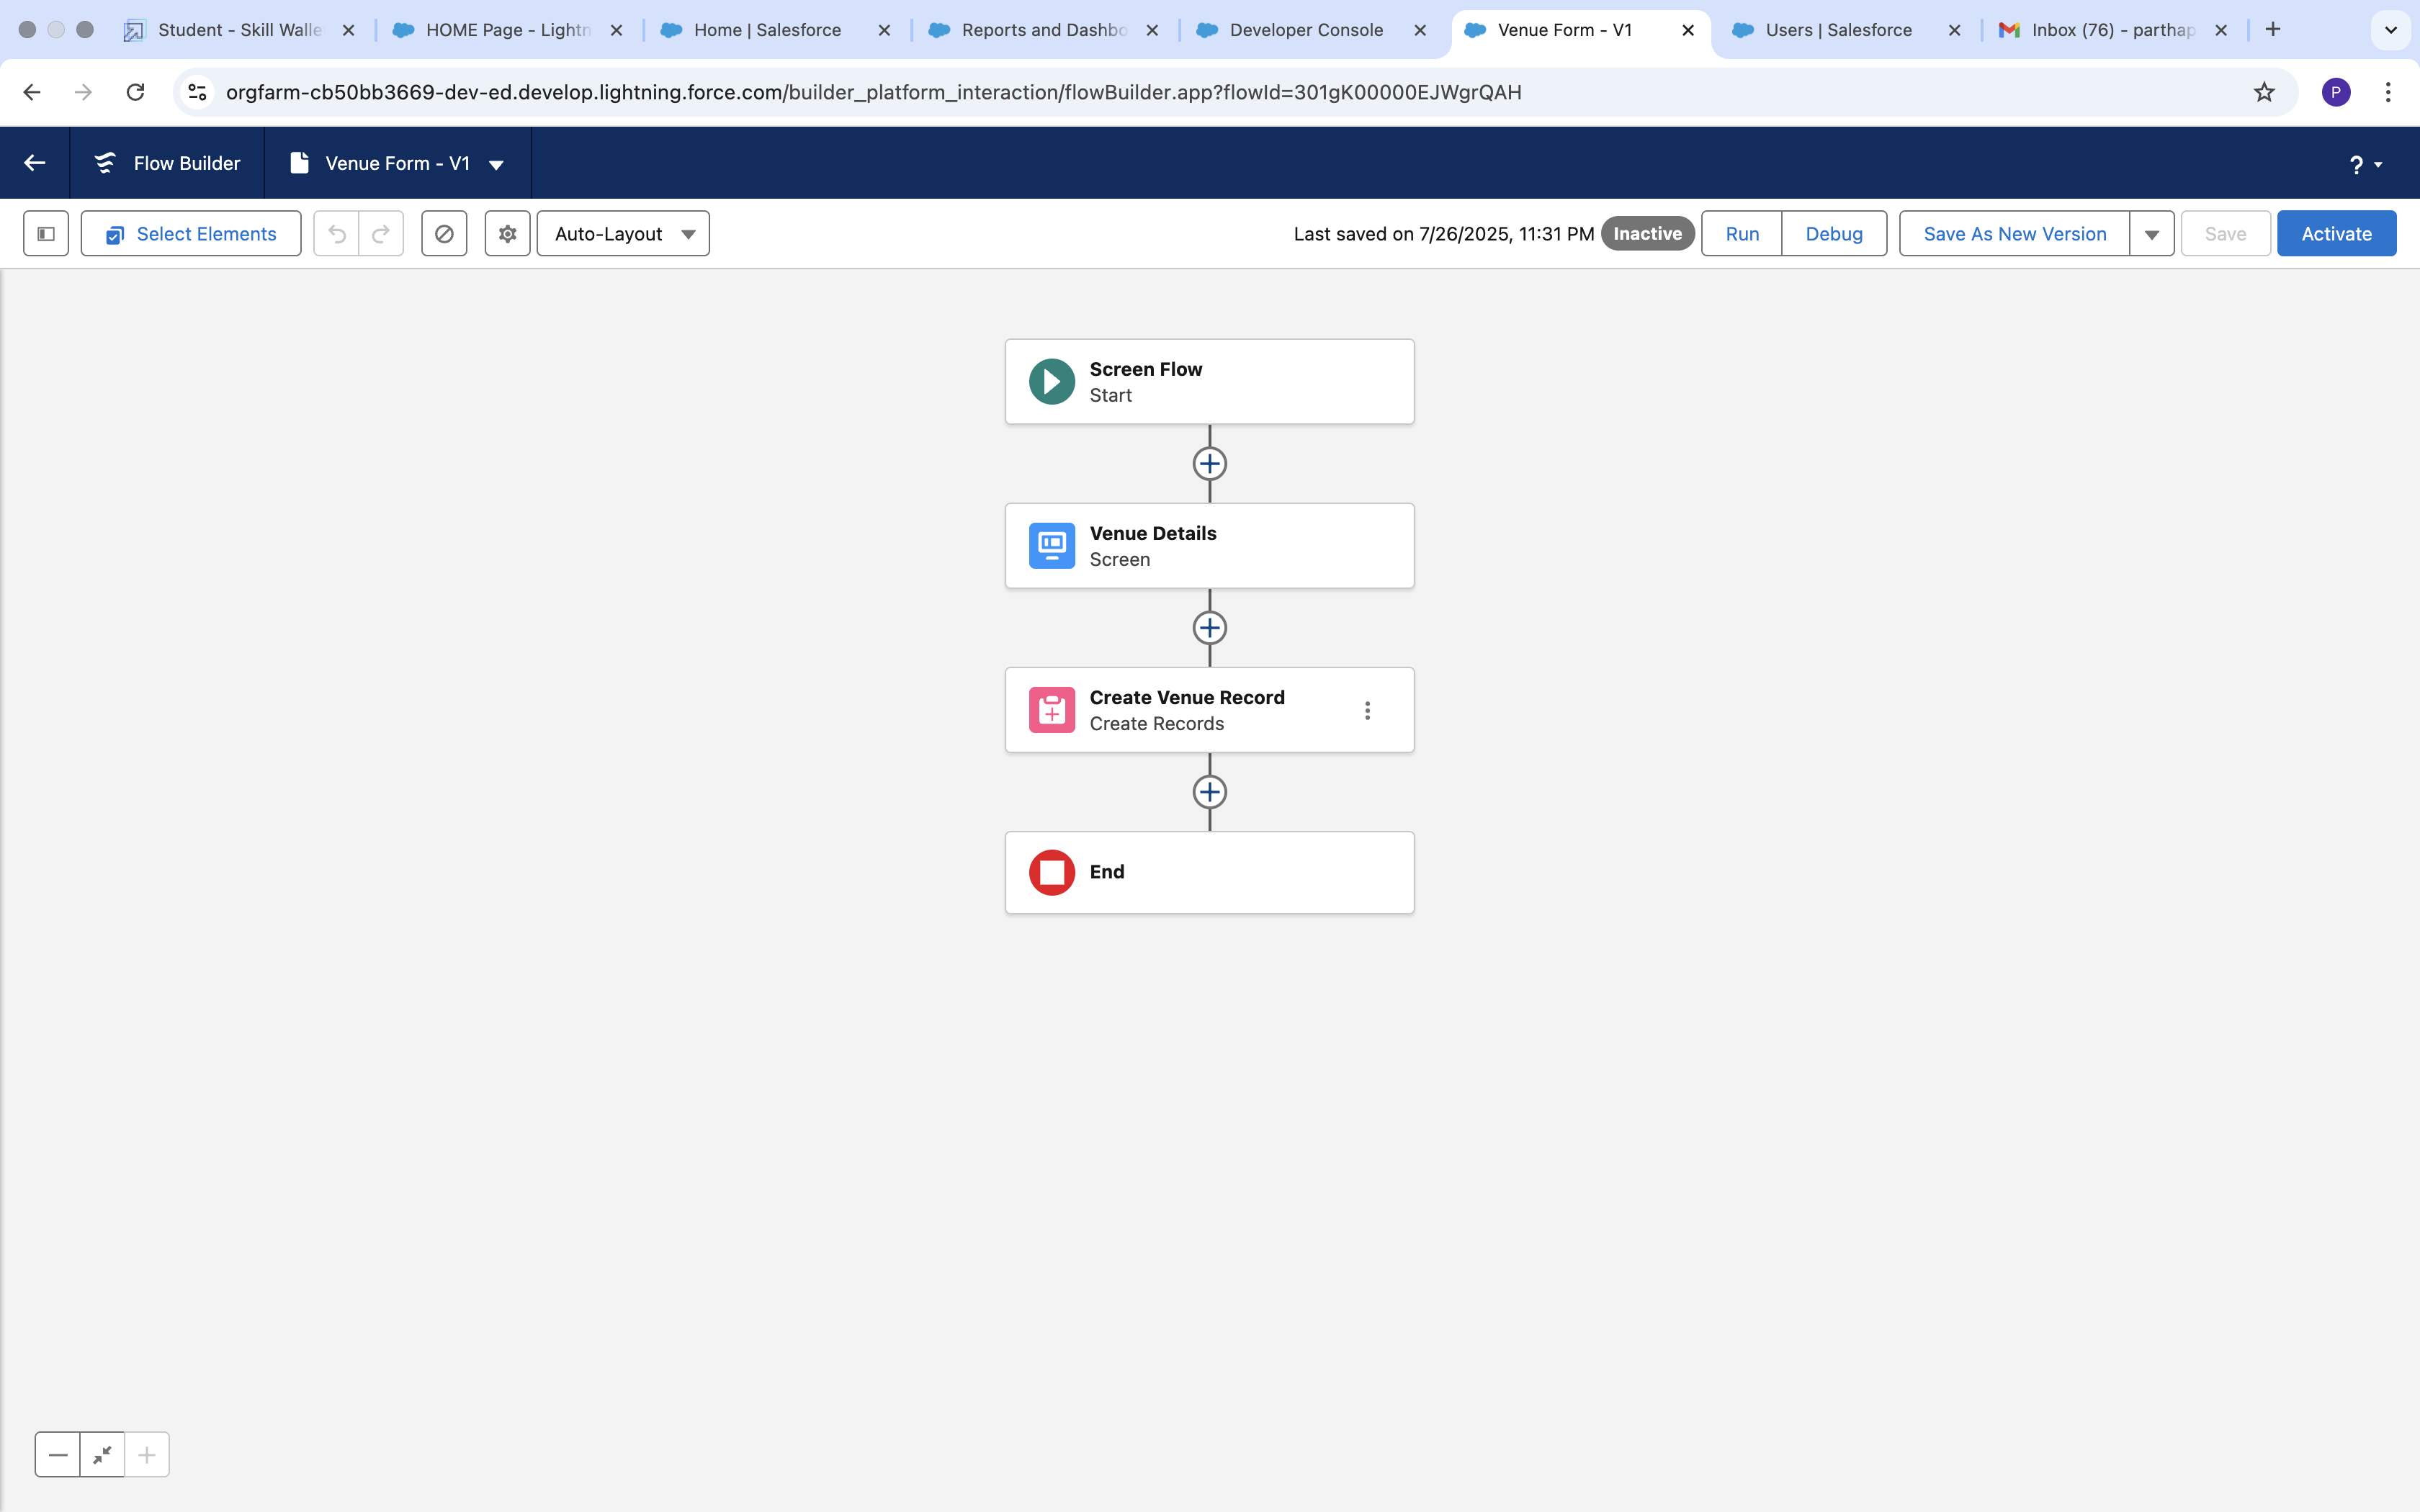 Student - Skill Walle
HOME Page - Lightn
Home | Salesforce
Reports and Dashbo
Developer Console
Venue Form - V1
Users | Salesforce
Inbox (76) - parthap
orgfarm-cb50bb3669-dev-ed.develop.lightning.force.com/builder_platform_interaction/flowBuilder.app?flowId=301gK00000EJWgrQAH
P
Flow Builder
Venue Form - V1
?
Select Elements
Auto-Layout
Last saved on 7/26/2025, 11:31 PM
Inactive
Run
Debug
Save As New Version
Save
Activate
Screen Flow
Start
Venue Details
Screen
Create Venue Record
Create Records
End